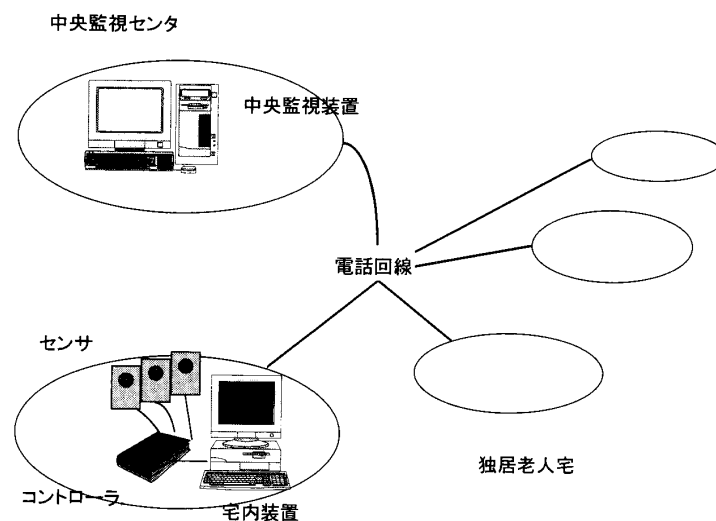 中央監視センタ
中央監視装置
電話回線
センサ
コントローラ
宅内装置
独居老人宅